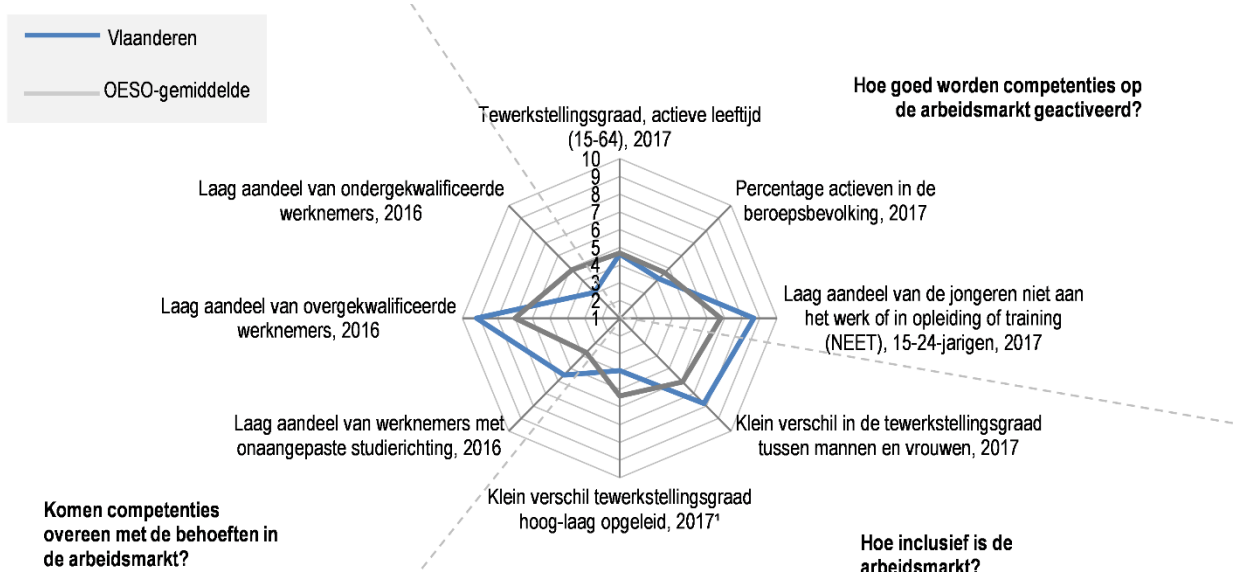 Vlaanderen
OESO-gemiddelde
Hoe goed worden competenties op
de arbeidsmarkt geactiveerd?
Tewerkstellingsgraad, actieve leeftijd
(15-64), 2017
Percentage actieven in de
beroepsbevolking, 2017
Laag aandeel van de jongeren niet aan
het werk of in opleiding of training
(NEET), 15-24-jarigen, 2017
Klein verschil in de tewerkstellingsgraad
tussen mannen en vrouwen, 2017
Klein verschil tewerkstellingsgraad
hoog-laag opgeleid, 2017¹
Laag aandeel van werknemers met
onaangepaste studierichting, 2016
Laag aandeel van overgekwalificeerde
werknemers, 2016
Laag aandeel van ondergekwalificeerde
werknemers, 2016
10
9
8
7
6
5
4
3
2
1
Komen competenties
overeen met de behoeften in
de arbeidsmarkt?
Hoe inclusief is de
arbeidsmarkt?